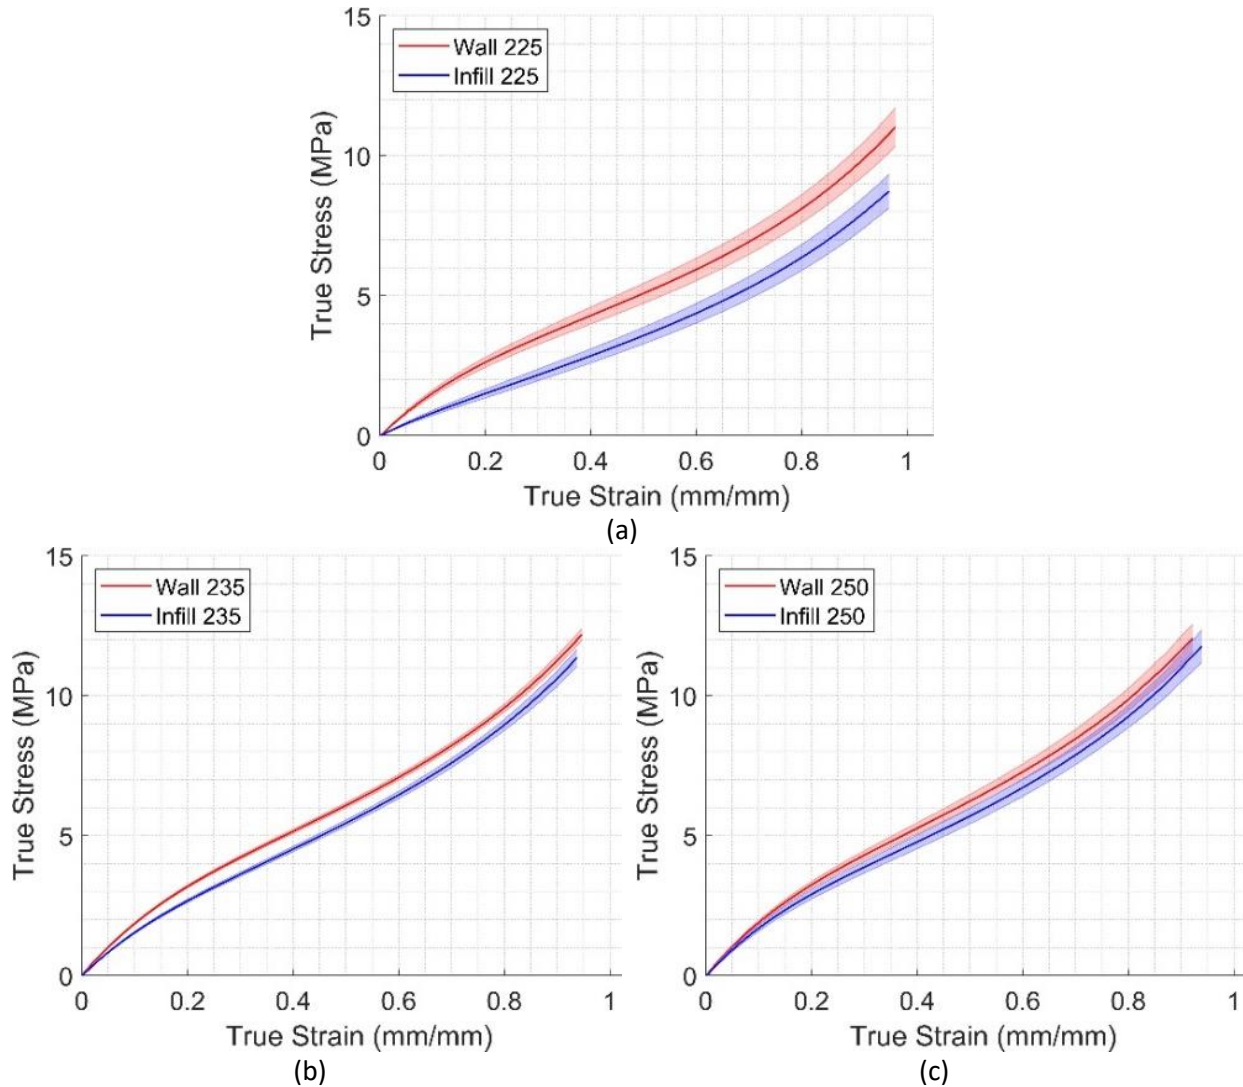 15
Wall 225
Infill 225
10
True Stress (MPa)
5
0
0 0.2 0.4 0.6 0.8 1
True Strain (mm/mm)
(a)
15
Wall 235
Infill 235
10
True Stress (MPa)
5
0
0 0.2 0.4 0.6 0.8 1
True Strain (mm/mm)
(b)
15
Wall 250
Infill 250
10
True Stress (MPa)
5
0
0 0.2 0.4 0.6 0.8 1
True Strain (mm/mm)
(c)